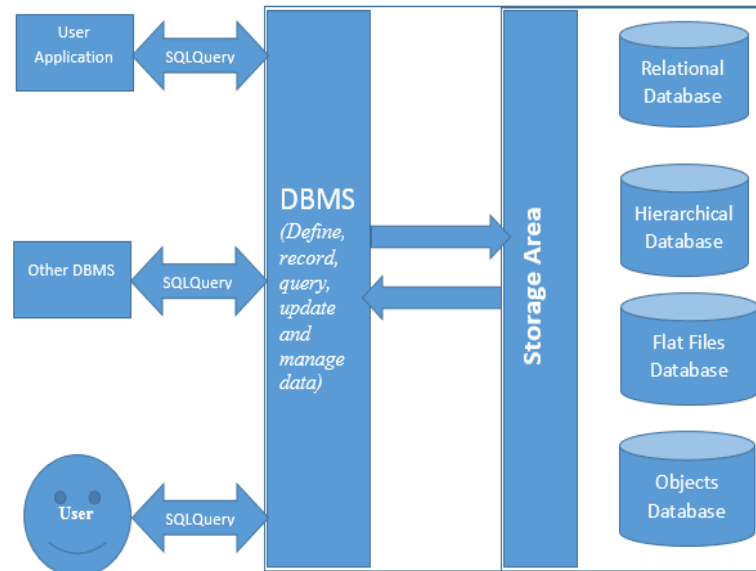 User
Application
SQLQuery
Other DBMS
SQLQuery
User
SQLQuery
DBMS
(Define,
record,
query,
update
and
manage
data)
Storage Area
Relational
Database
Hierarchical
Database
Flat Files
Database
Objects
Database